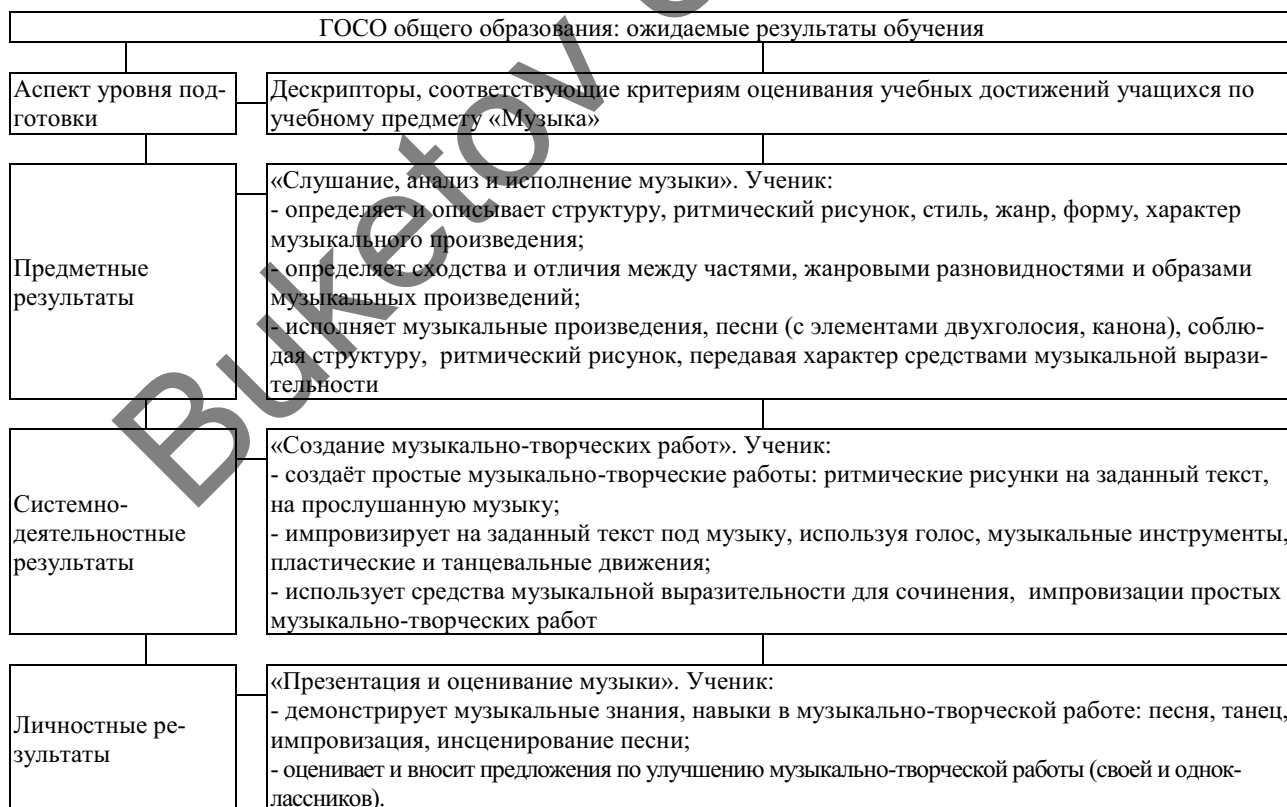 ГОСО общего образования: ожидаемые результаты обучения
Аспект уровня под-
готовки
Дескрипторы, соответствующие критериям оценивания учебных достижений учащихся по
учебному предмету «Музыка»
Предметные
результаты
«Слушание, анализ и исполнение музыки». Ученик:
- определяет и описывает структуру, ритмический рисунок, стиль, жанр, форму, характер
музыкального произведения;
- определяет сходства и отличия между частями, жанровыми разновидностями и образами
музыкальных произведений;
- исполняет музыкальные произведения, песни (с элементами двухголосия, канона), соблю-
дая структуру, ритмический рисунок, передавая характер средствами музыкальной вырази-
тельности
Системно-
деятельностные
результаты
«Создание музыкально-творческих работ». Ученик:
- создаёт простые музыкально-творческие работы: ритмические рисунки на заданный текст,
на прослушанную музыку;
- импровизирует на заданный текст под музыку, используя голос, музыкальные инструменты,
пластические и танцевальные движения;
- использует средства музыкальной выразительности для сочинения, импровизации простых
музыкально-творческих работ
Личностные ре-
зультаты
«Презентация и оценивание музыки». Ученик:
- демонстрирует музыкальные знания, навыки в музыкально-творческой работе: песня, танец,
импровизация, инсценирование песни;
- оценивает и вносит предложения по улучшению музыкально-творческой работы (своей и однок-
лассников).
Buketov